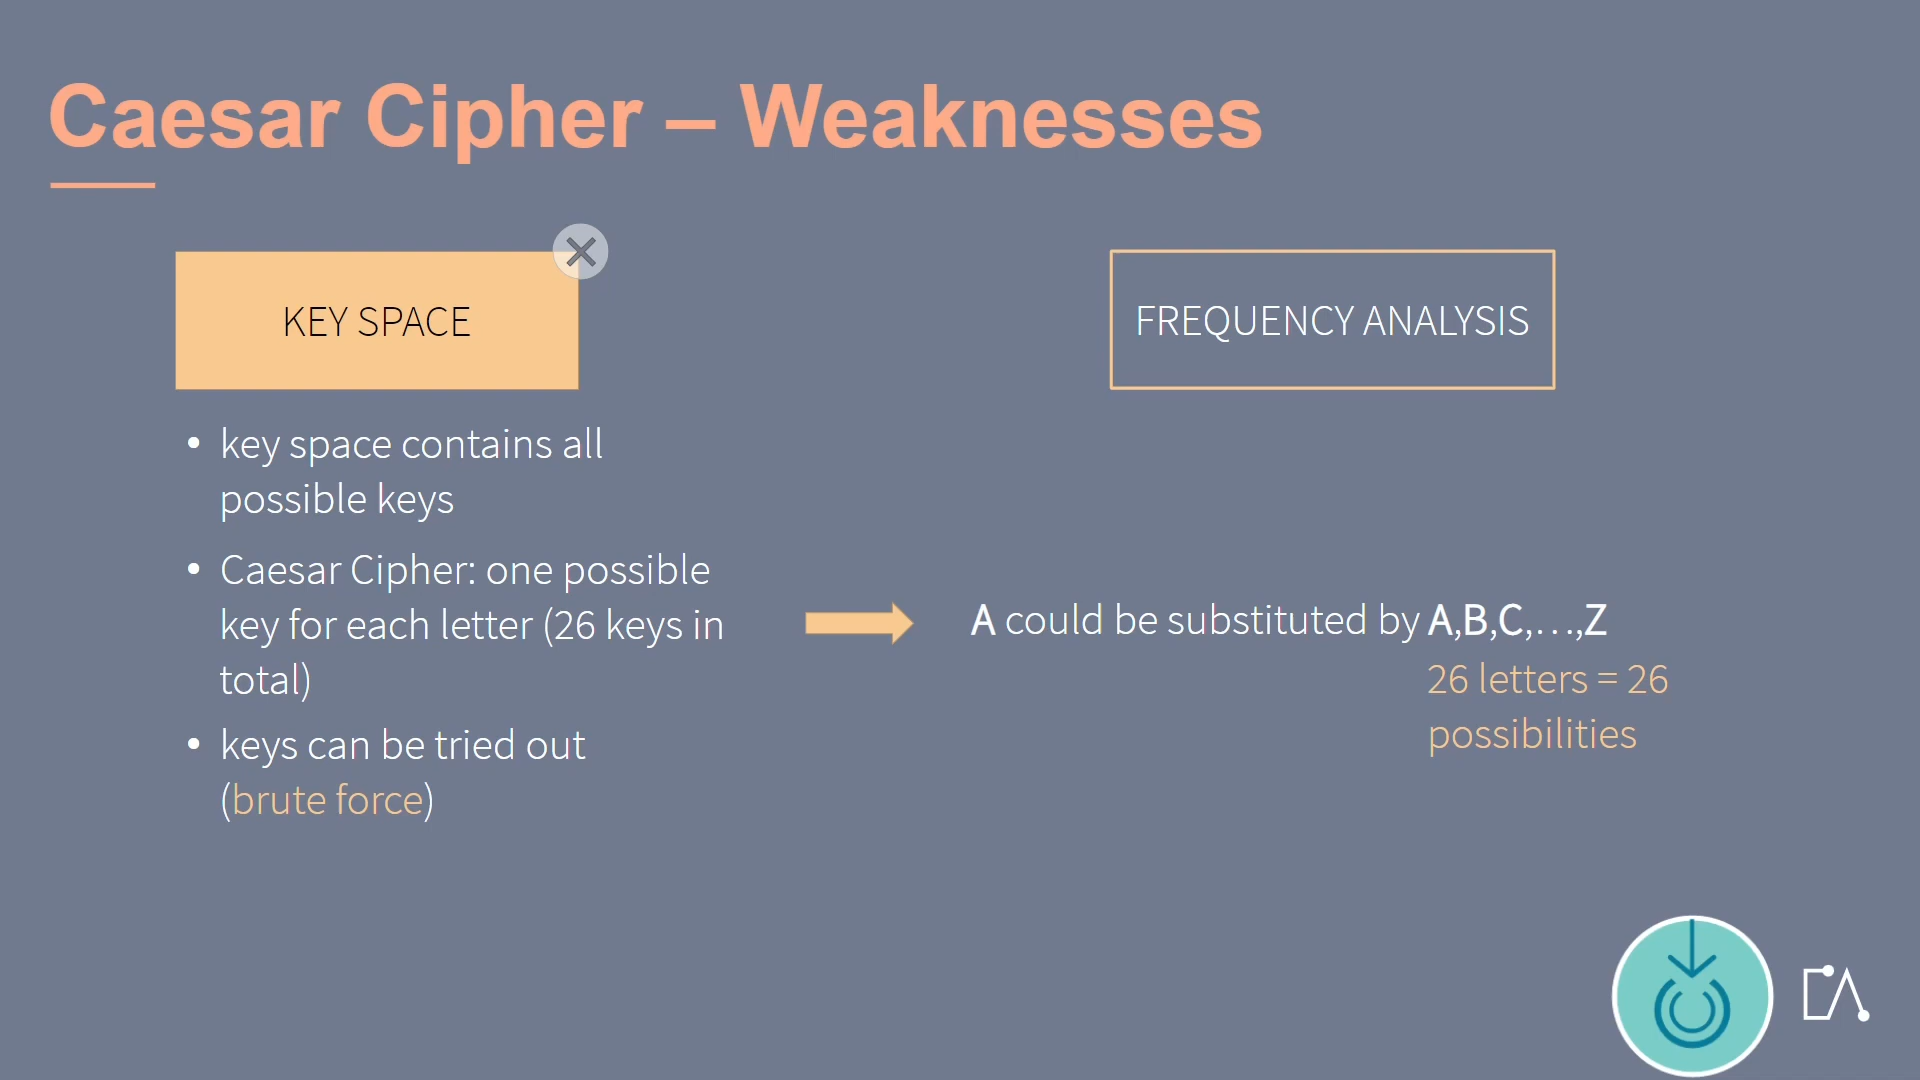 Caesar Cipher – Weaknesses
KEY SPACE
FREQUENCY ANALYSIS
• key space contains all
possible keys
• Caesar Cipher: one possible
key for each letter (26 keys in
total)
• keys can be tried out
(brute force)
A could be substituted by A,B,C,…,Z
26 letters = 26
possibilities